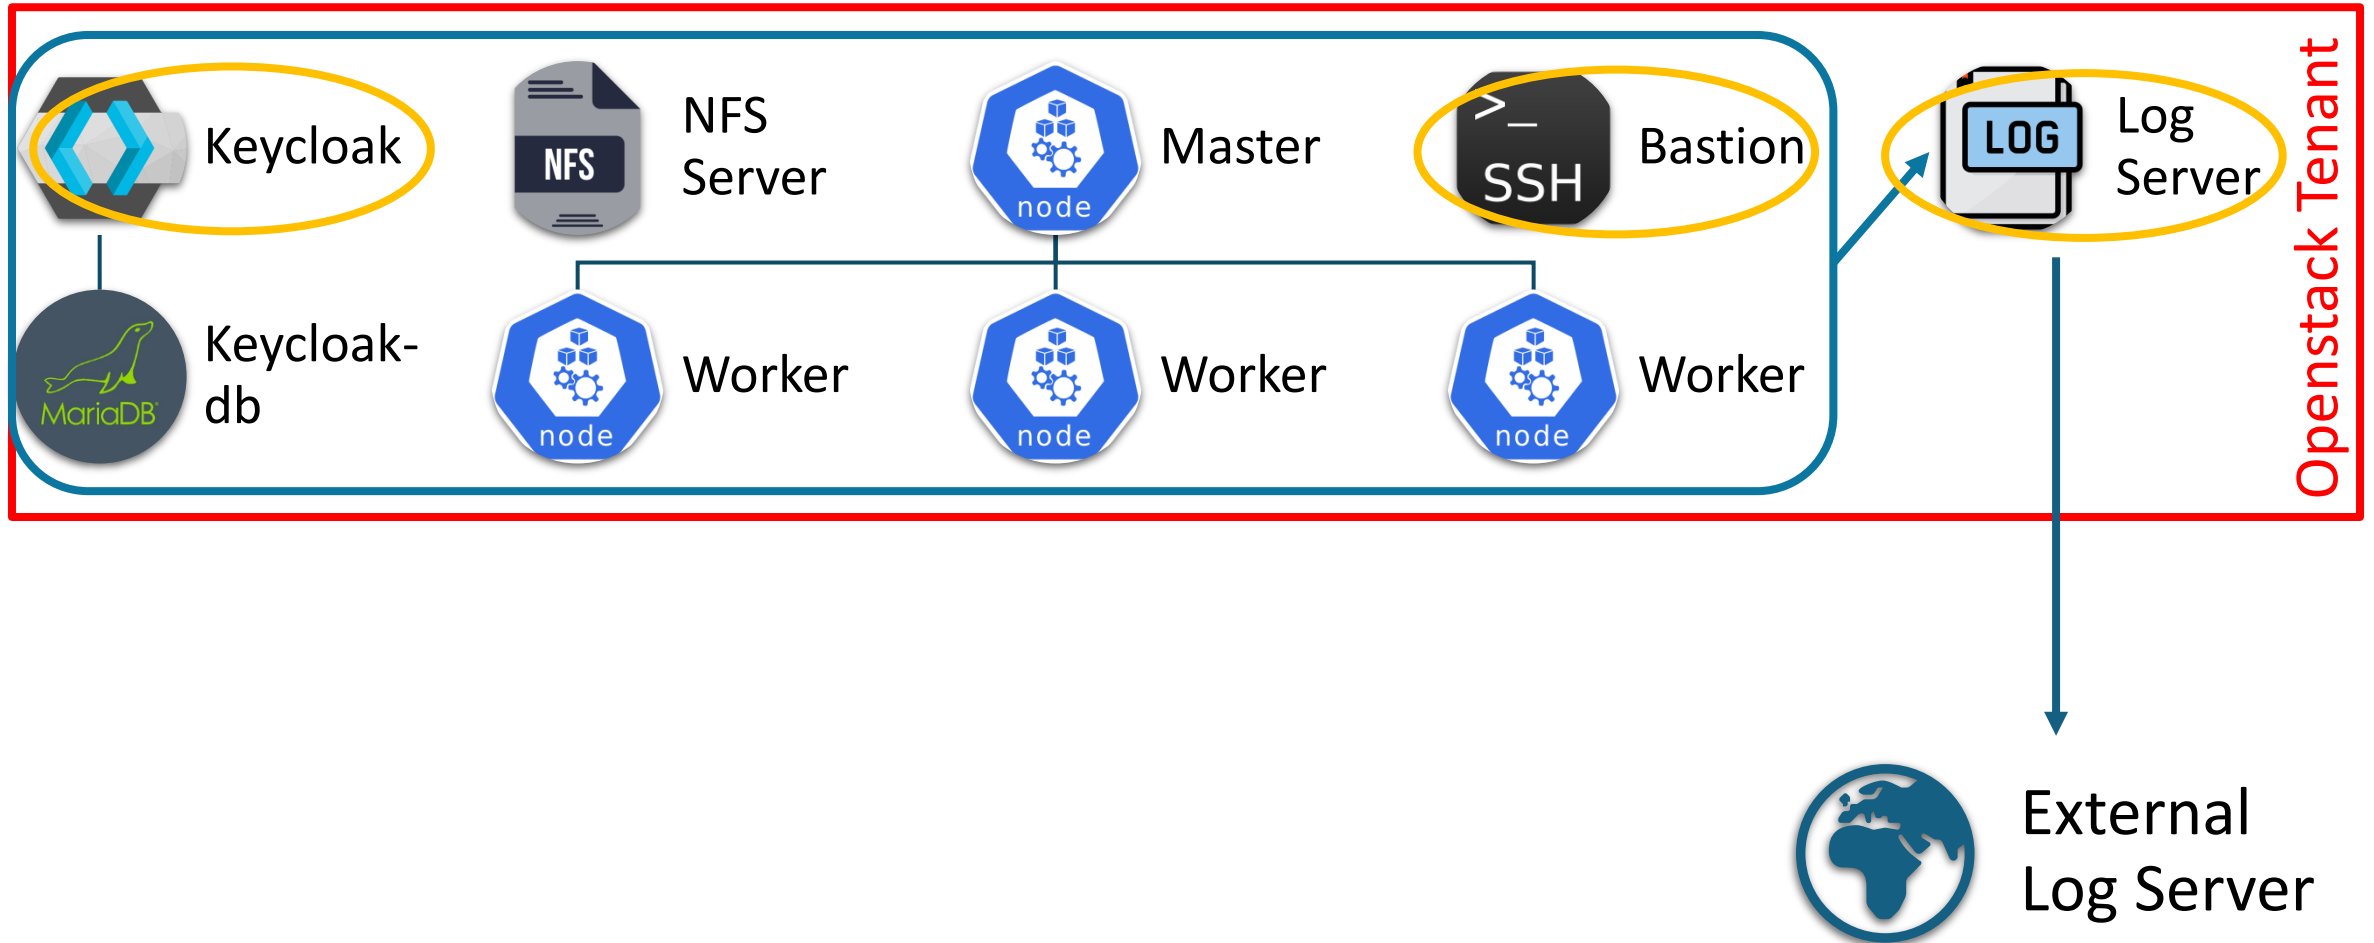 Keycloak
NFS
NFS
Server
node
Master
>_
SSH
Bastion
LOG
Log
Server
Openstack Tenant
MariaDB
Keycloak-
db
node
Worker
node
Worker
node
Worker
External
Log Server